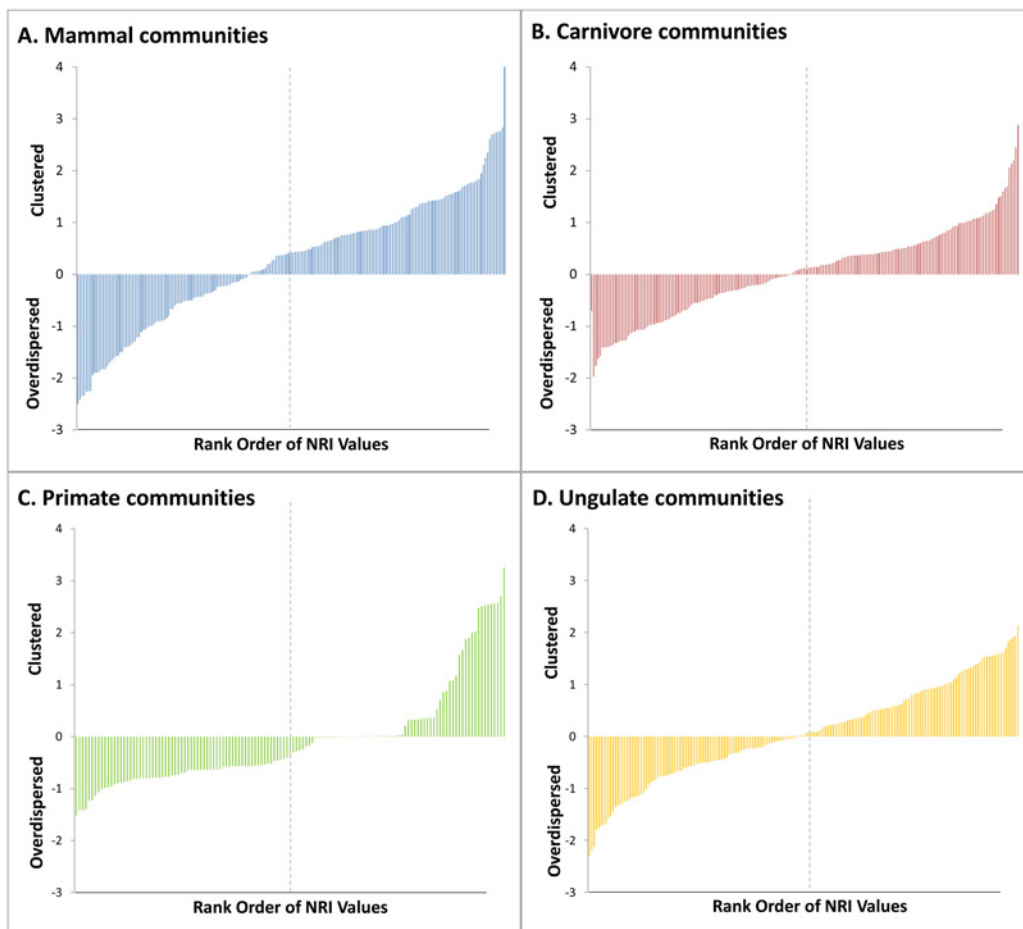 A. Mammal communities
4
3
2
1
0
-1
-2
-3
Clustered
Overdispersed
Rank Order of NRI Values
B. Carnivore communities
4
3
2
1
0
-1
-2
-3
Clustered
Overdispersed
Rank Order of NRI Values
C. Primate communities
4
3
2
1
0
-1
-2
-3
Clustered
Overdispersed
Rank Order of NRI Values
D. Ungulate communities
4
3
2
1
0
-1
-2
-3
Clustered
Overdispersed
Rank Order of NRI Values